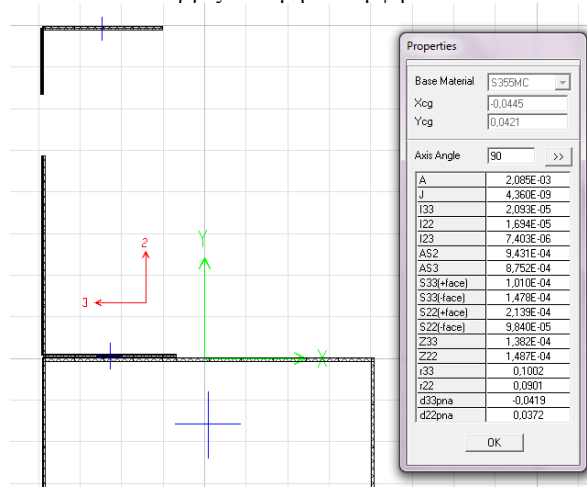 Properties
Base Material S355MC
Xcg -0,0445
Ycg 0,0421
Axis Angle 90 >>
A 2,085E-03
J 4,360E-09
I33 2,093E-05
I22 1,694E-05
I23 7,403E-06
AS2 9,431E-04
AS3 8,752E-04
S33(+face) 1,010E-04
S33(-face) 1,478E-04
S22(+face) 2,139E-04
S22(-face) 9,840E-05
Z33 1,382E-04
Z22 1,487E-04
r33 0,1002
r22 0,0901
d33pna -0,0419
d22pna 0,0372
OK
2
3
Y
X